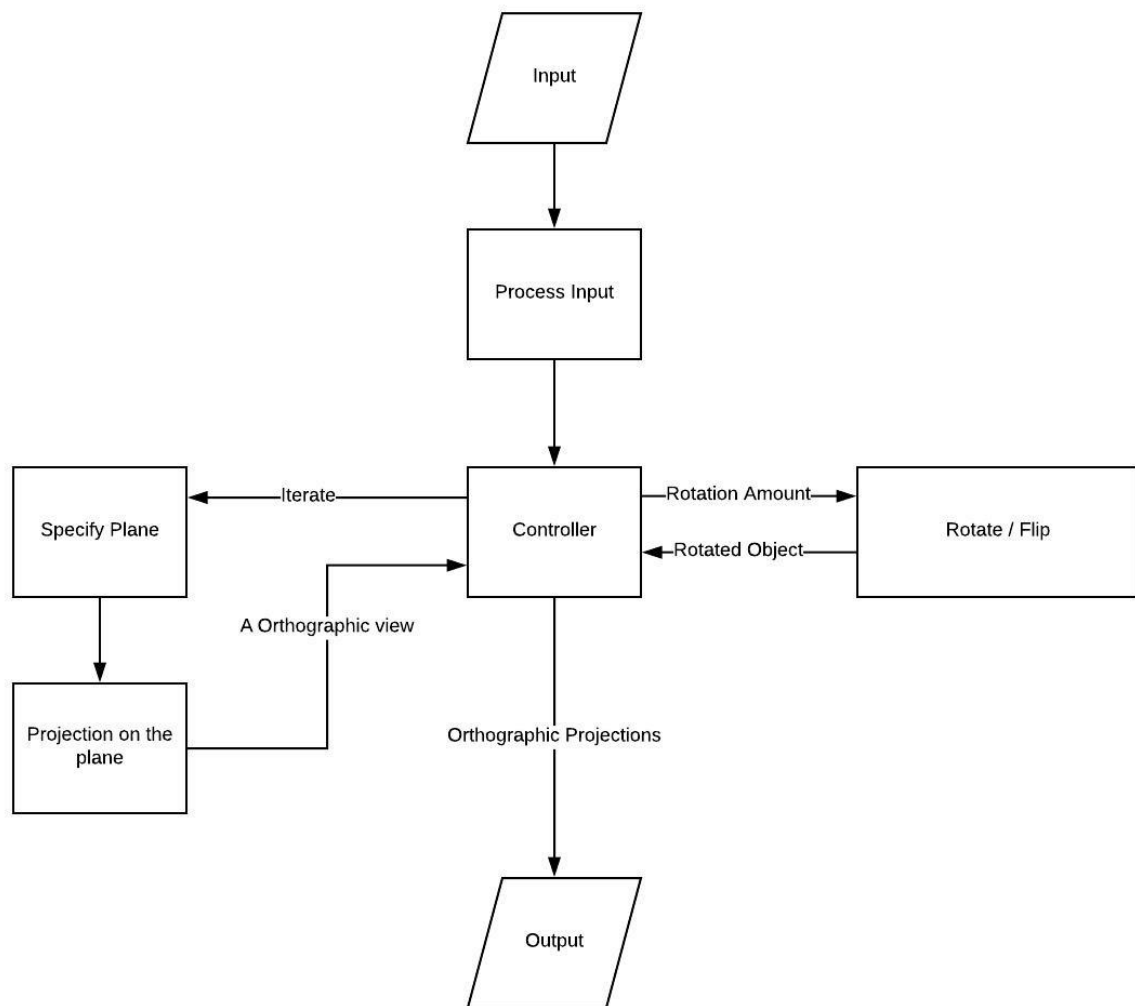 Input
Process Input
Iterate
Rotation Amount
Specify Plane
Controller
Rotate / Flip
Rotated Object
A Orthographic view
Projection on the
plane
Orthographic Projections
Output